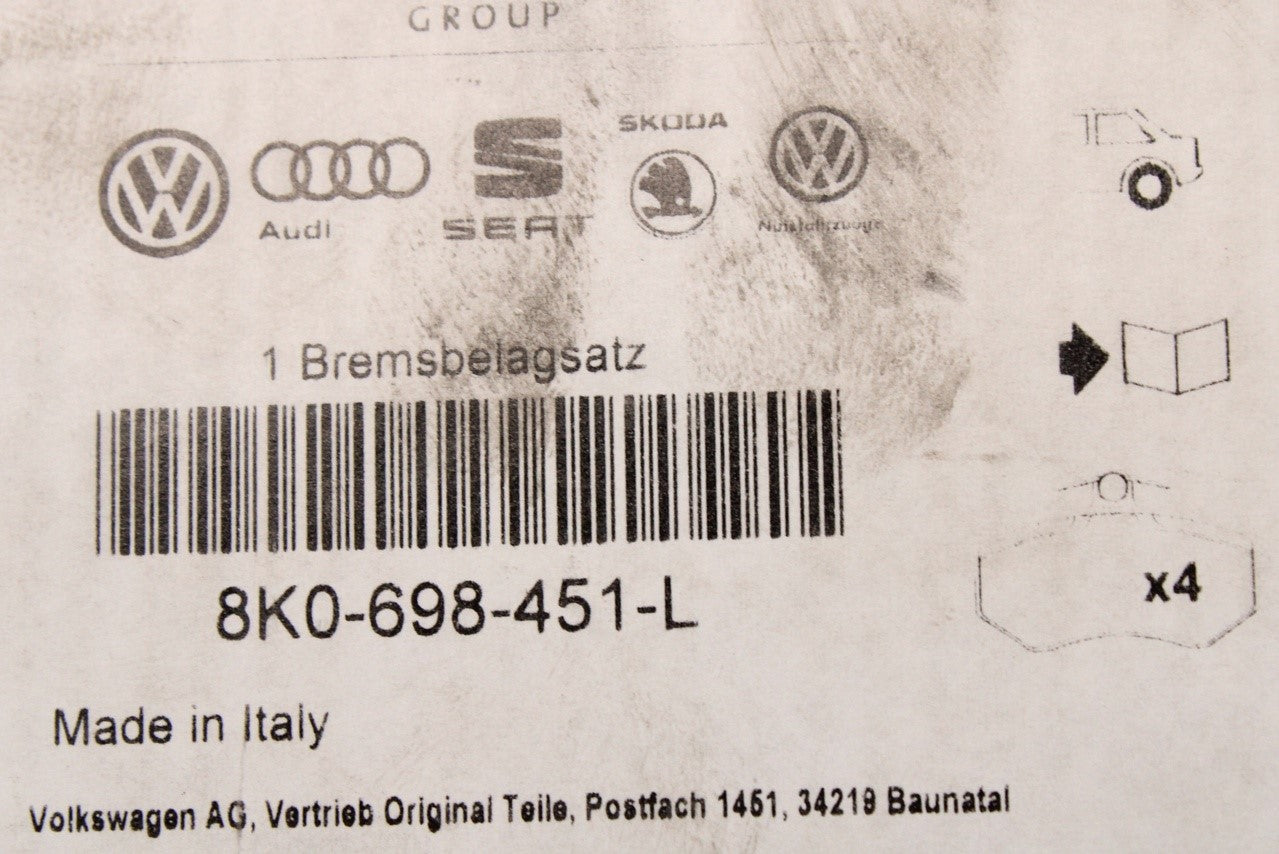 GROUP
Audi
SEAT
SKODA
Nutzfahrzeuge
1 Bremsbelagsatz
8K0-698-451-L
x4
Made in Italy
Volkswagen AG, Vertrieb Original Teile, Postfach 1451, 34219 Baunatal